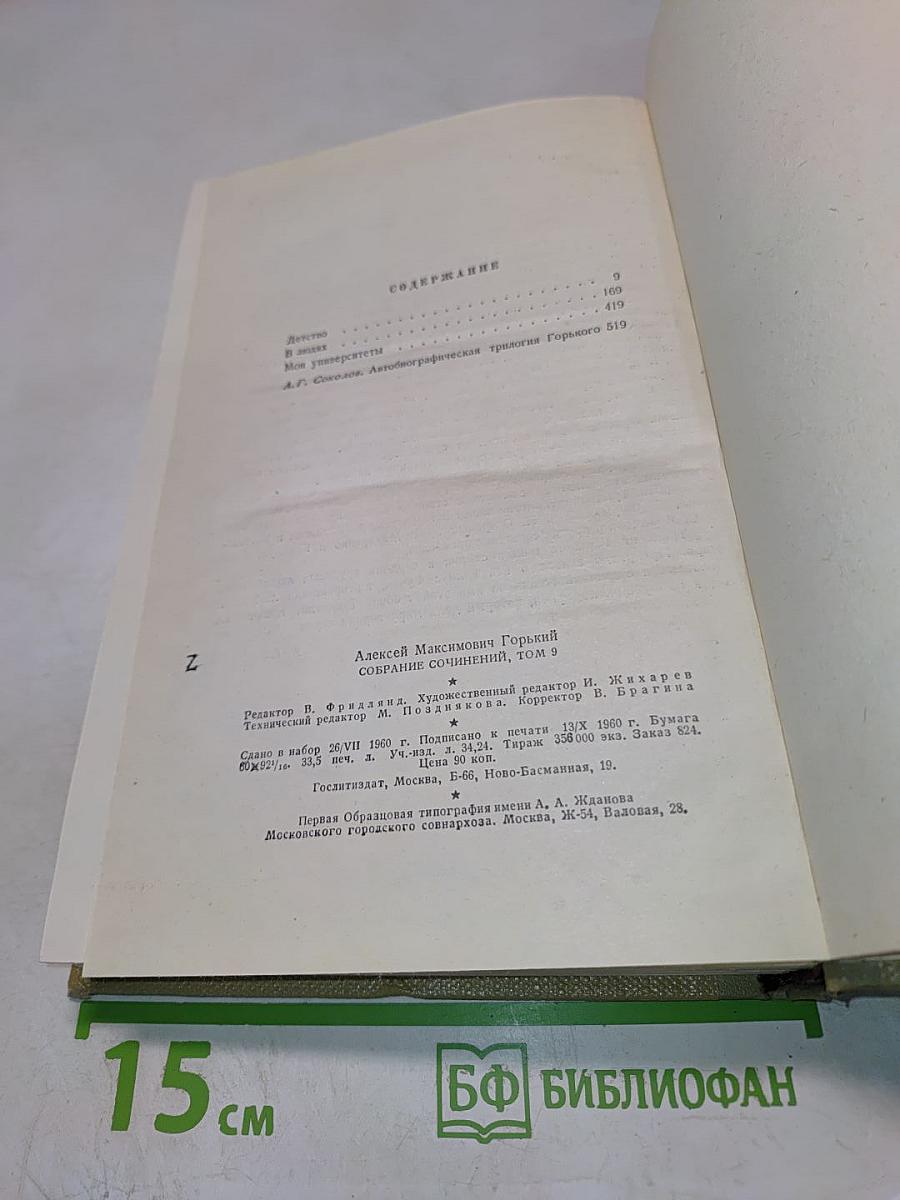 СОДЕРЖАНИЕ
Детство . . . . . . . . . . . . . . . . . . . . 9
В людях . . . . . . . . . . . . . . . . . . . . 169
Мои университеты . . . . . . . . . . . . . . . 419
А. Г. Соколов. Автобиографическая трилогия Горького 519
Z
Алексей Максимович Горький
СОБРАНИЕ СОЧИНЕНИЙ, ТОМ 9
★
Редактор В. Фридлянд. Художественный редактор И. Жихарев
Технический редактор М. Позднякова. Корректор В. Брагина
★
Сдано в набор 26/VII 1960 г. Подписано к печати 13/X 1960 г. Бумага
60×92¹/₁₆. 33,5 печ. л. Уч.-изд. л. 34,24. Тираж 356000 экз. Заказ 824.
Цена 90 коп.
Гослитиздат, Москва, Б-66, Ново-Басманная, 19.
★
Первая Образцовая типография имени А. А. Жданова
Московского городского совнархоза. Москва, Ж-54, Валовая, 28.
15 см
БФ БИБЛИОФАН